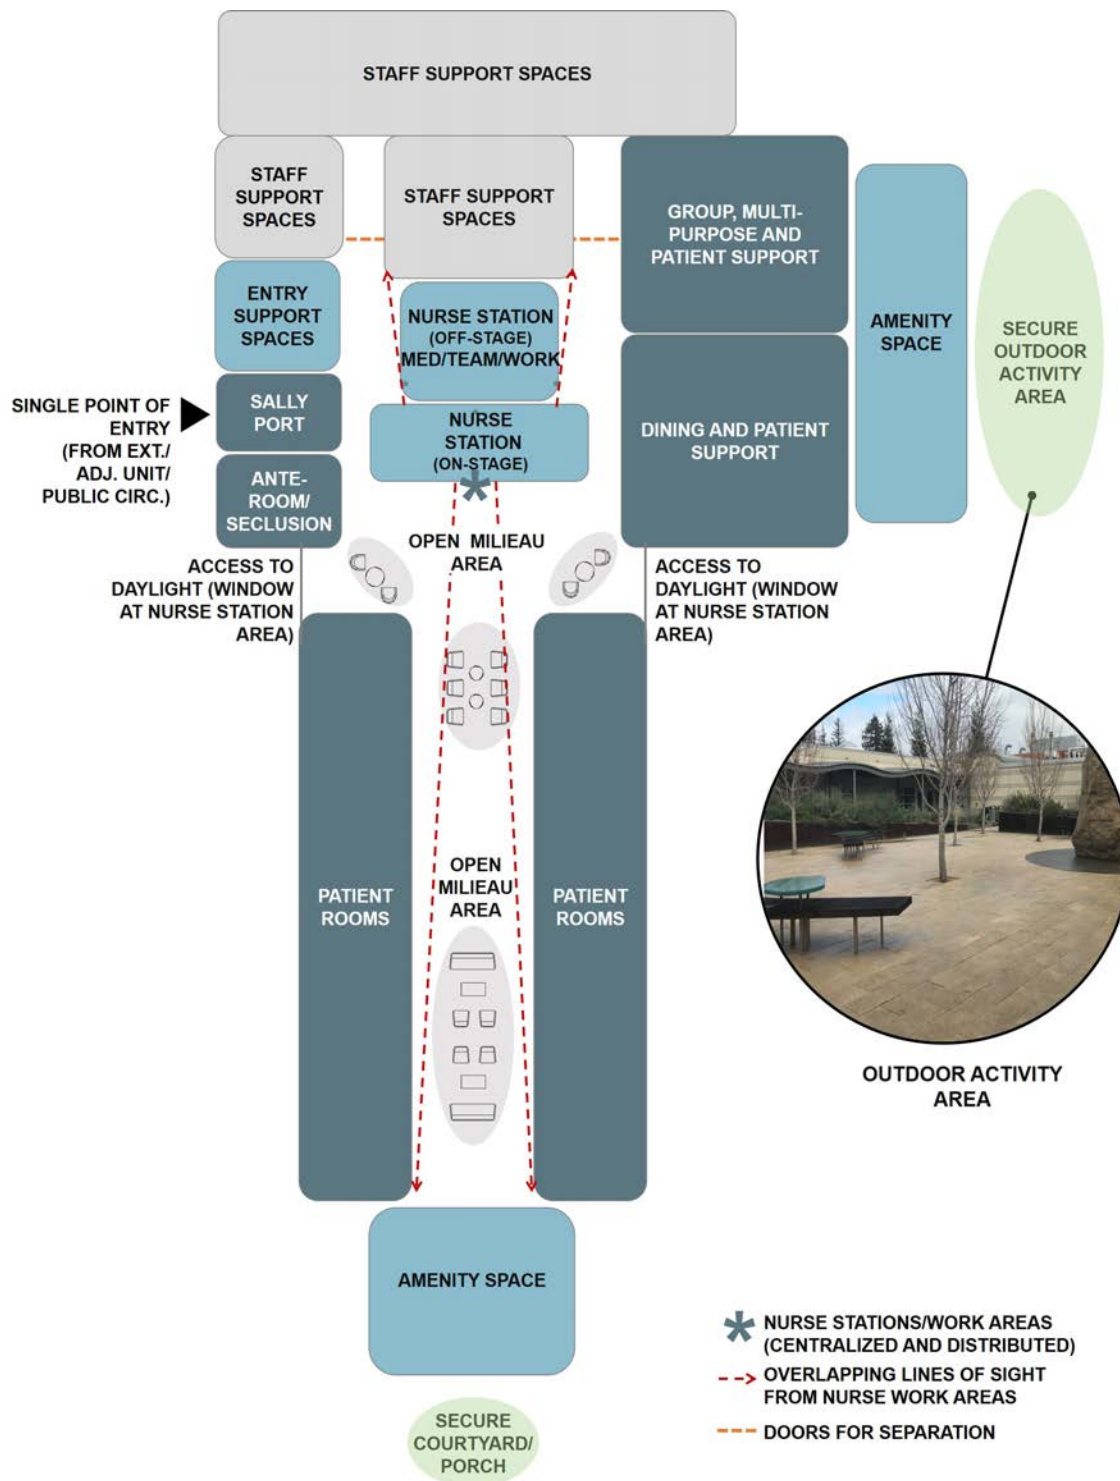 STAFF SUPPORT SPACES
STAFF
SUPPORT
SPACES
STAFF SUPPORT
SPACES
GROUP, MULTI-
PURPOSE AND
PATIENT SUPPORT
ENTRY
SUPPORT
SPACES
NURSE STATION
(OFF-STAGE)
MED/TEAM/WORK
AMENITY
SPACE
SECURE
OUTDOOR
ACTIVITY
AREA
SINGLE POINT OF
ENTRY
(FROM EXT./
ADJ. UNIT/
PUBLIC CIRC.)
SALLY
PORT
NURSE
STATION
(ON-STAGE)
DINING AND PATIENT
SUPPORT
ANTE-
ROOM/
SECLUSION
OPEN MILIEAU
AREA
ACCESS TO
DAYLIGHT (WINDOW
AT NURSE STATION
AREA)
ACCESS TO
DAYLIGHT (WINDOW
AT NURSE STATION
AREA)
PATIENT
ROOMS
OPEN
MILIEAU
AREA
PATIENT
ROOMS
OUTDOOR ACTIVITY
AREA
AMENITY SPACE
SECURE
COURTYARD/
PORCH
NURSE STATIONS/WORK AREAS
(CENTRALIZED AND DISTRIBUTED)
OVERLAPPING LINES OF SIGHT
FROM NURSE WORK AREAS
DOORS FOR SEPARATION